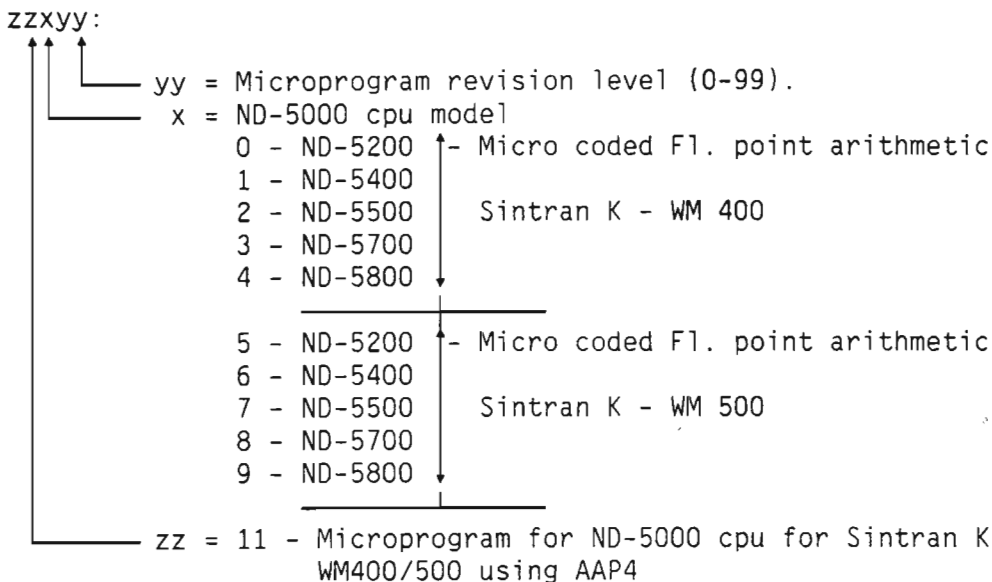 zzxyy:
yy = Microprogram revision level (0-99).
x = ND-5000 cpu model
0 - ND-5200 - Micro coded Fl. point arithmetic
1 - ND-5400
2 - ND-5500 Sintran K - WM 400
3 - ND-5700
4 - ND-5800
5 - ND-5200 - Micro coded Fl. point arithmetic
6 - ND-5400
7 - ND-5500 Sintran K - WM 500
8 - ND-5700
9 - ND-5800
zz = 11 - Microprogram for ND-5000 cpu for Sintran K
WM400/500 using AAP4